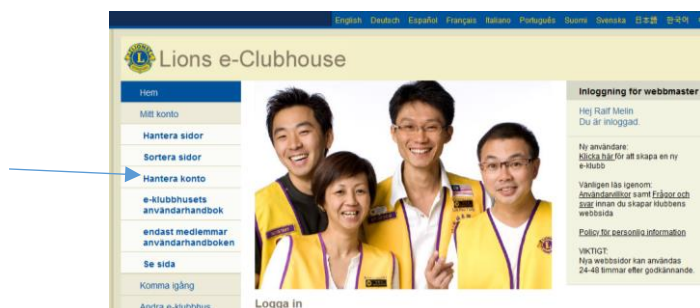 English Deutsch Español Français Italiano Português Suomi Svenska 日本語 한국어
Lions e-Clubhouse
Hem
Mitt konto
Hantera sidor
Sortera sidor
Hantera konto
e-klubbhusets
användarhandbok
endast medlemmar
användarhandboken
Se sida
Komma igång
Andra e-klubbhus
Logga in
Inloggning för webbmaster
Hej Ralf Melin
Du är inloggad.
Ny användare:
Klicka här för att skapa en ny
e-klubb
Vänligen läs igenom:
Användarvillkor samt Frågor och
svar innan du skapar klubbens
webbsida
Policy för personlig information
VIKTIGT:
Nya webbsidor kan användas
24-48 timmar efter godkännande.